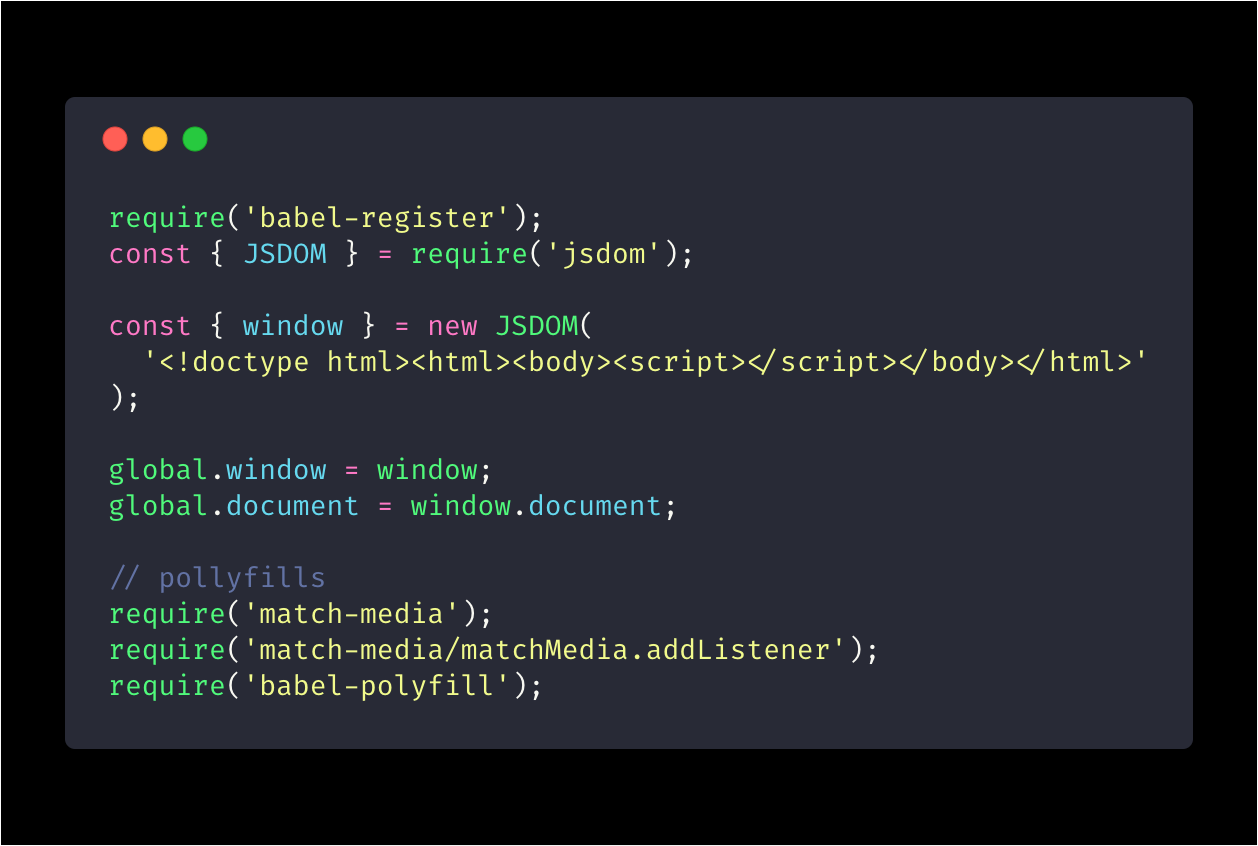 require('babel-register');
const { JSDOM } = require('jsdom');
const { window } = new JSDOM(
'<!doctype html><html><body><script></script></body></html>'
);
global.window = window;
global.document = window.document;
// pollyfills
require('match-media');
require('match-media/matchMedia.addListener');
require('babel-polyfill');